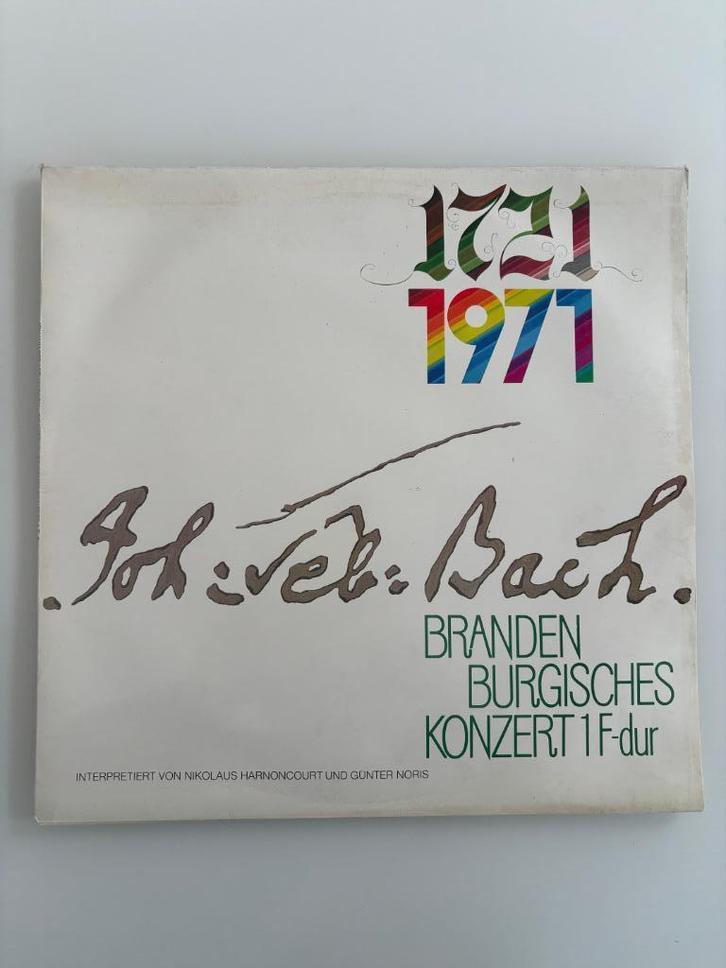 1721
1971
Joh: Seb: Bach.
BRANDEN
BURGISCHES
KONZERT 1 F-dur
INTERPRETIERT VON NIKOLAUS HARNONCOURT UND GÜNTER NORIS